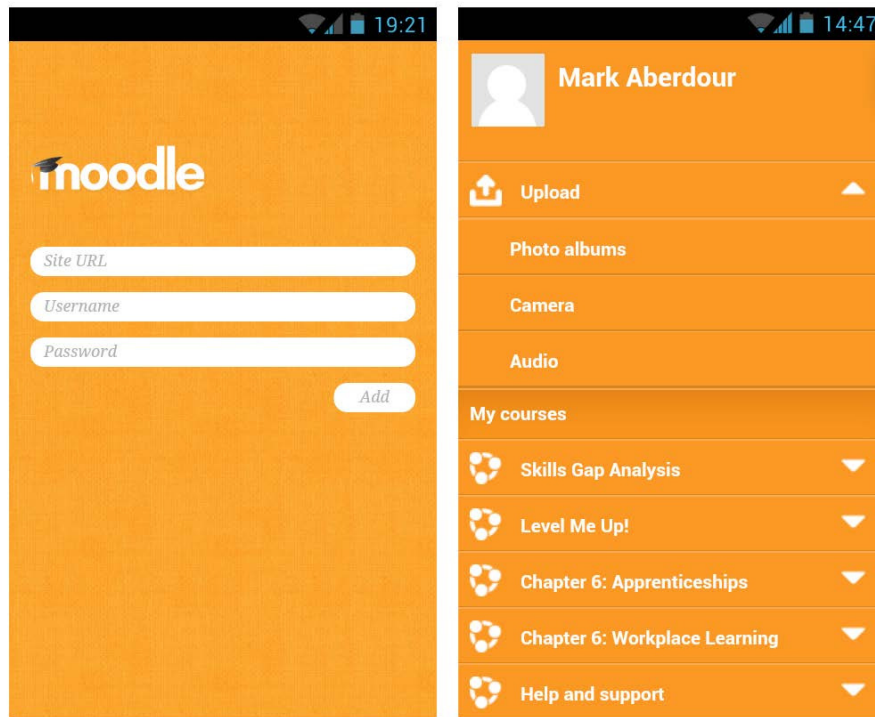 19:21
moodle
Site URL
Username
Password
Add
14:47
Mark Aberdour
Upload
Photo albums
Camera
Audio
My courses
Skills Gap Analysis
Level Me Up!
Chapter 6: Apprenticeships
Chapter 6: Workplace Learning
Help and support